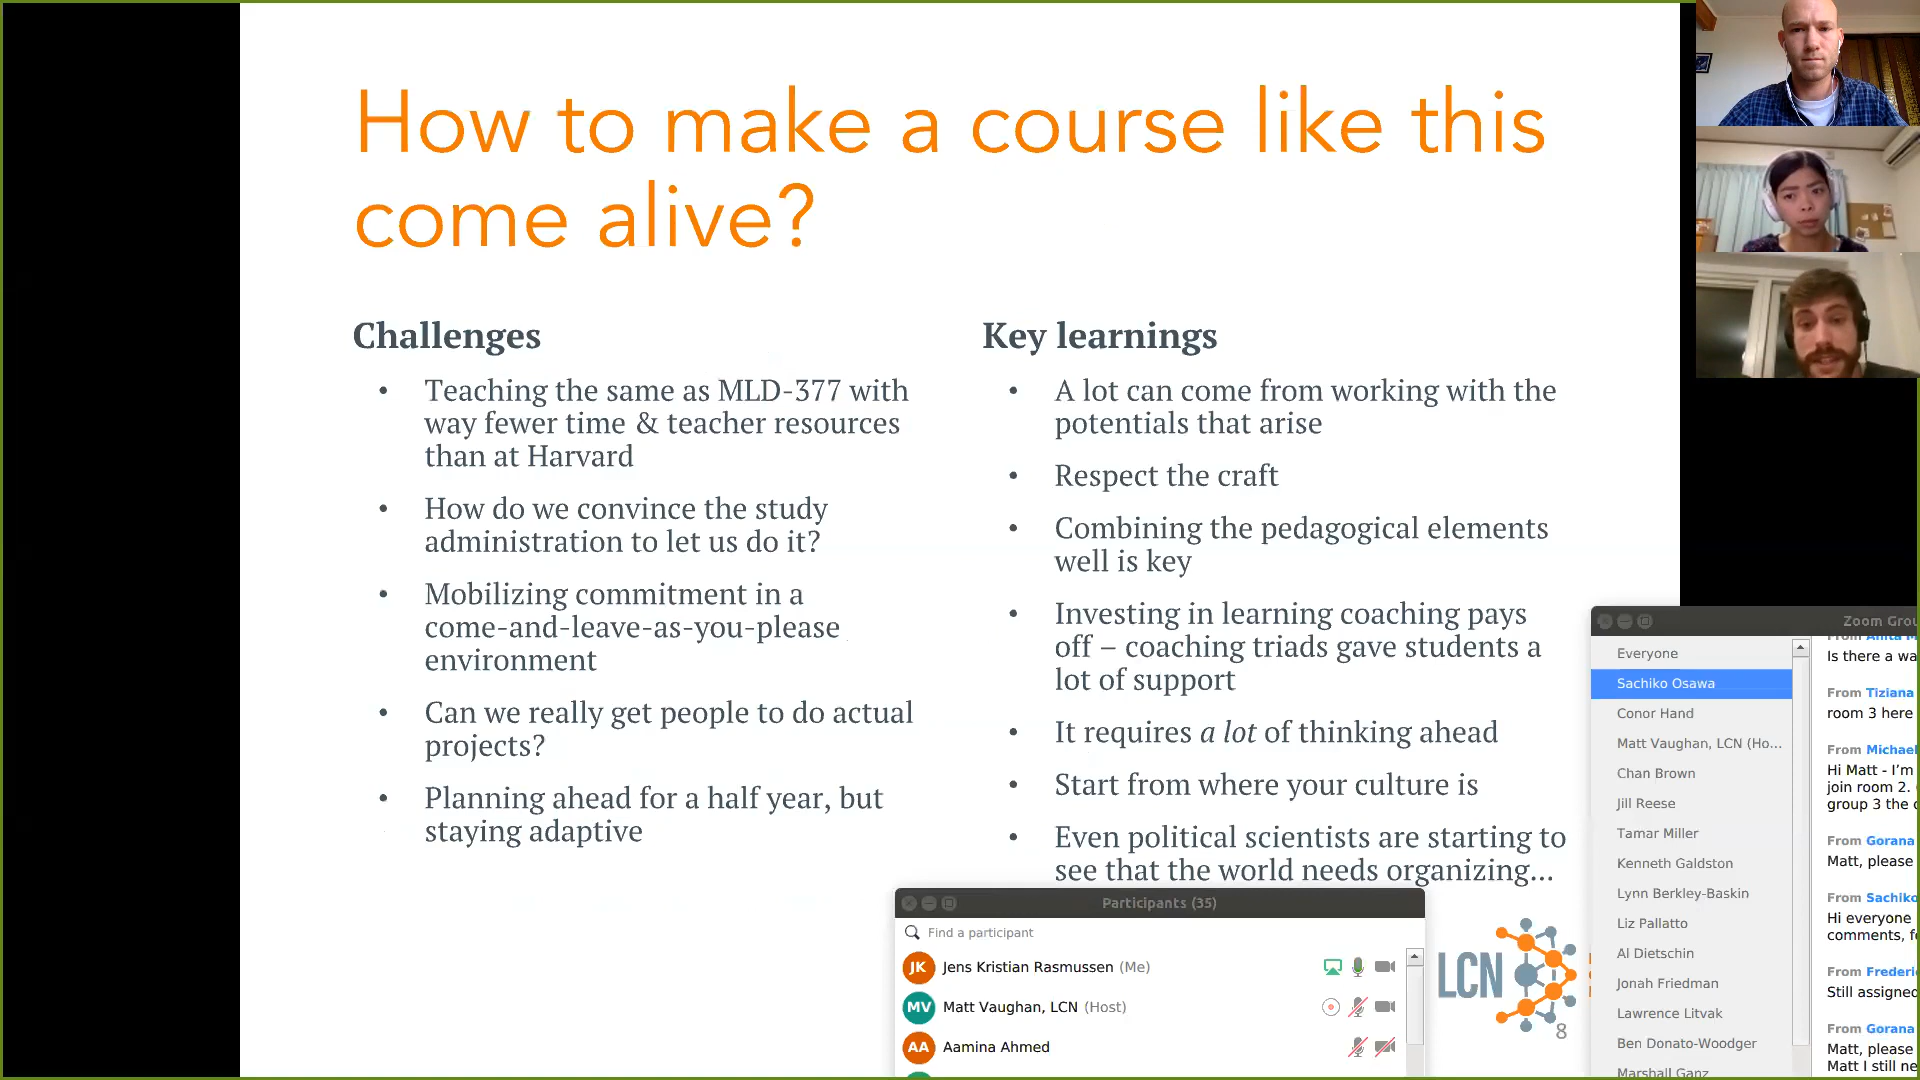 How to make a course like this
come alive?
Challenges
• Teaching the same as MLD-377 with
way fewer time & teacher resources
than at Harvard
• How do we convince the study
administration to let us do it?
• Mobilizing commitment in a
come-and-leave-as-you-please
environment
• Can we really get people to do actual
projects?
• Planning ahead for a half year, but
staying adaptive
Key learnings
• A lot can come from working with the
potentials that arise
• Respect the craft
• Combining the pedagogical elements
well is key
• Investing in learning coaching pays
off – coaching triads gave students a
lot of support
• It requires a lot of thinking ahead
• Start from where your culture is
• Even political scientists are starting to
see that the world needs organizing...
LCN
8
Participants (35)
Find a participant
JK Jens Kristian Rasmussen (Me)
MV Matt Vaughan, LCN (Host)
AA Aamina Ahmed
Zoom Grou
Everyone
Sachiko Osawa
Conor Hand
Matt Vaughan, LCN (Ho...
Chan Brown
Jill Reese
Tamar Miller
Kenneth Galdston
Lynn Berkley-Baskin
Liz Pallatto
Al Dietschin
Jonah Friedman
Lawrence Litvak
Ben Donato-Woodger
Marshall Ganz
From Anita M
Is there a wa
From Tiziana
room 3 here
From Michael
Hi Matt - I'm
join room 2.
group 3 the
From Gorana
Matt, please
From Sachiko
Hi everyone
comments, f
From Frederi
Still assigned
From Gorana
Matt, please
Matt I still ne